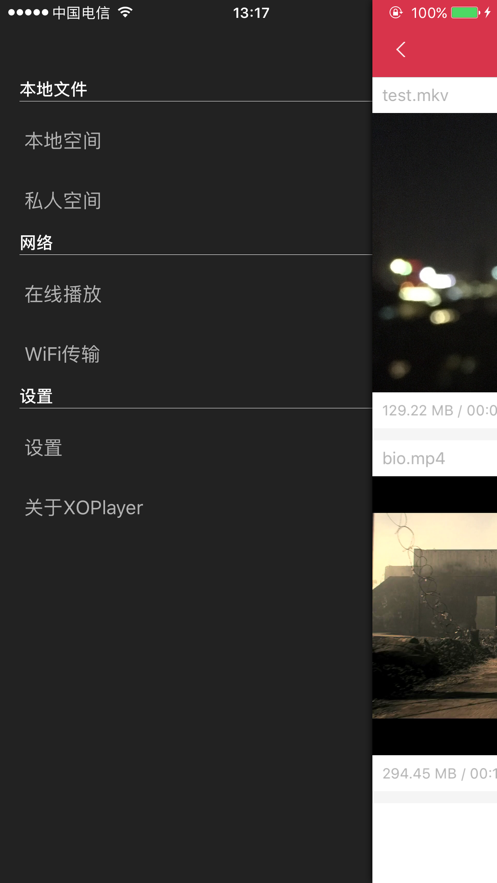 中国电信
13:17
100%
本地文件
本地空间
私人空间
网络
在线播放
WiFi传输
设置
设置
关于XOPlayer
test.mkv
129.22 MB / 00:0
bio.mp4
294.45 MB / 00:1